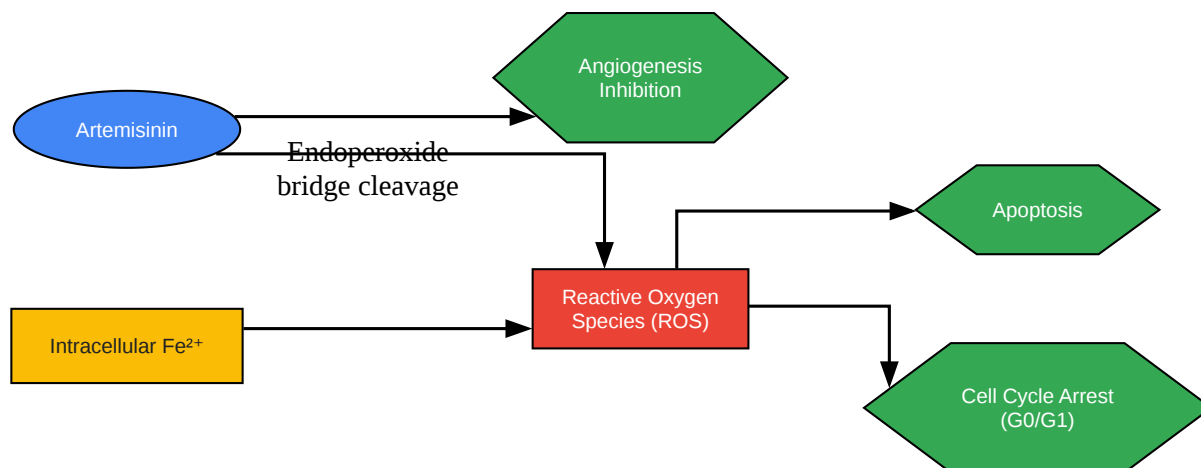 Angiogenesis
Inhibition
Artemisinin
Endoperoxide
bridge cleavage
Apoptosis
Reactive Oxygen
Species (ROS)
Intracellular Fe²⁺
Cell Cycle Arrest
(G0/G1)